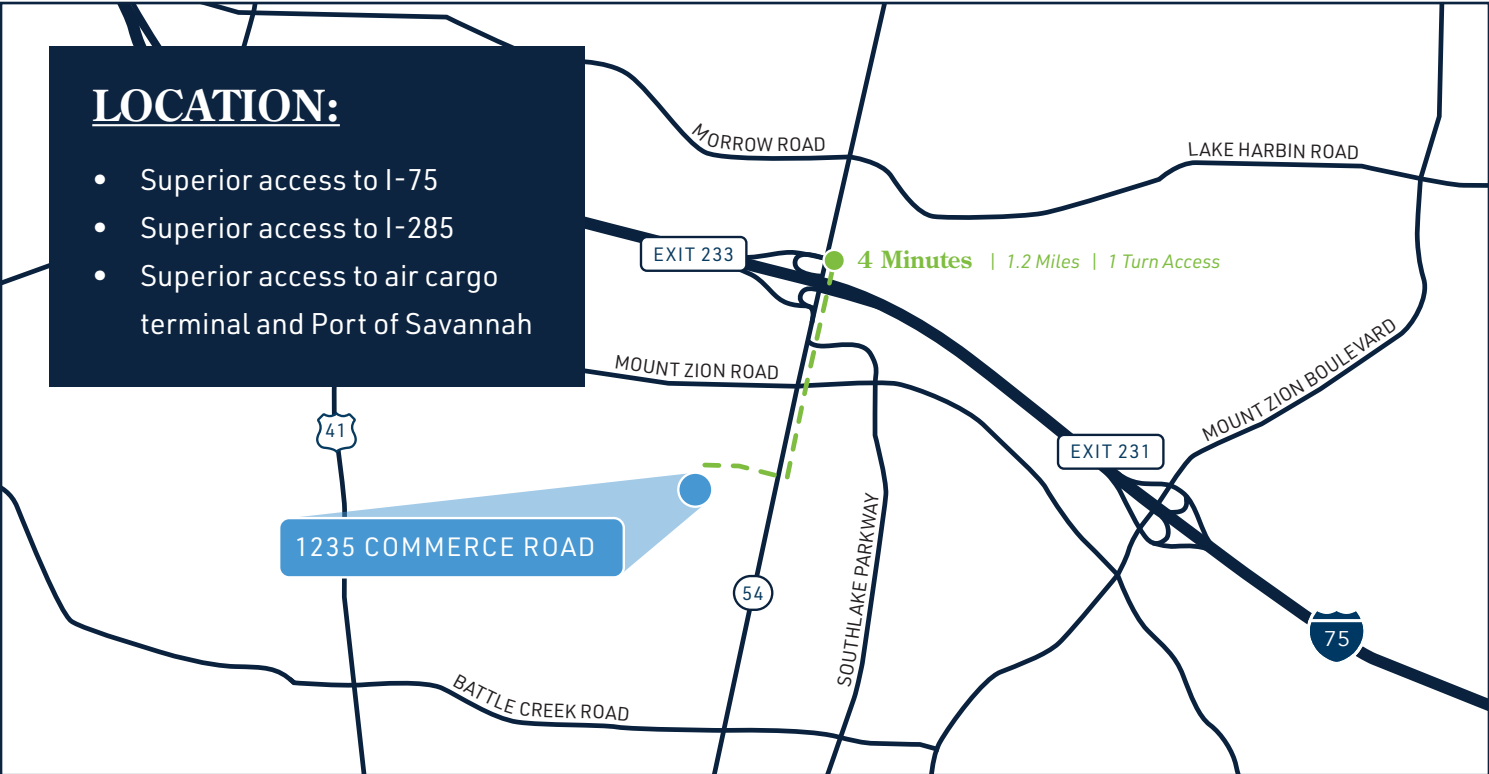 LOCATION:
• Superior access to I-75
• Superior access to I-285
• Superior access to air cargo
terminal and Port of Savannah
MORROW ROAD
LAKE HARBIN ROAD
EXIT 233
4 Minutes | 1.2 Miles | 1 Turn Access
MOUNT ZION ROAD
MOUNT ZION BOULEVARD
41
EXIT 231
1235 COMMERCE ROAD
54
SOUTHLAKE PARKWAY
75
BATTLE CREEK ROAD